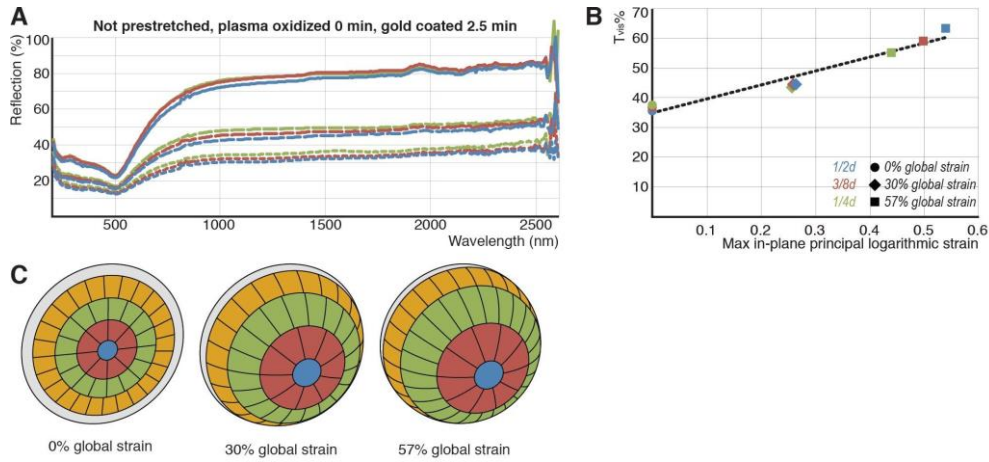 A
Not prestretched, plasma oxidized 0 min, gold coated 2.5 min
Reflection (%)
100
80
60
40
20
500
1000
1500
2000
2500
Wavelength (nm)
B
Tvis%
70
60
50
40
30
20
10
0.1
0.2
0.3
0.4
0.5
0.6
Max in-plane principal logarithmic strain
1/2d
0% global strain
3/8d
30% global strain
1/4d
57% global strain
C
0% global strain
30% global strain
57% global strain